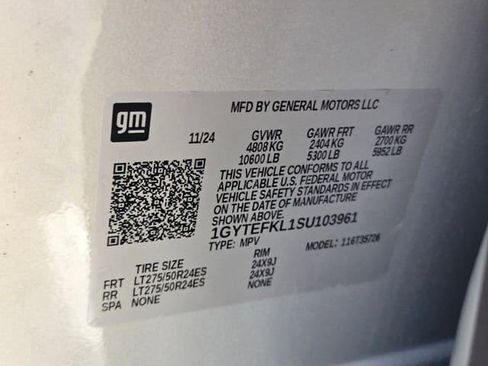 gm
MFD BY GENERAL MOTORS LLC
11/24 GVWR GAWR FRT GAWR RR
4808 KG 2404 KG 2700 KG
10600 LB 5300 LB 5952 LB
THIS VEHICLE CONFORMS TO ALL
APPLICABLE U.S. FEDERAL MOTOR
VEHICLE SAFETY STANDARDS IN EFFECT
ON THE DATE OF MANUFACTURE
1GYTEFKL1SU103961
TYPE: MPV MODEL: 116T35726
TIRE SIZE RIM
FRT LT275/50R24ES 24X9J
RR LT275/50R24ES 24X9J
SPA NONE NONE